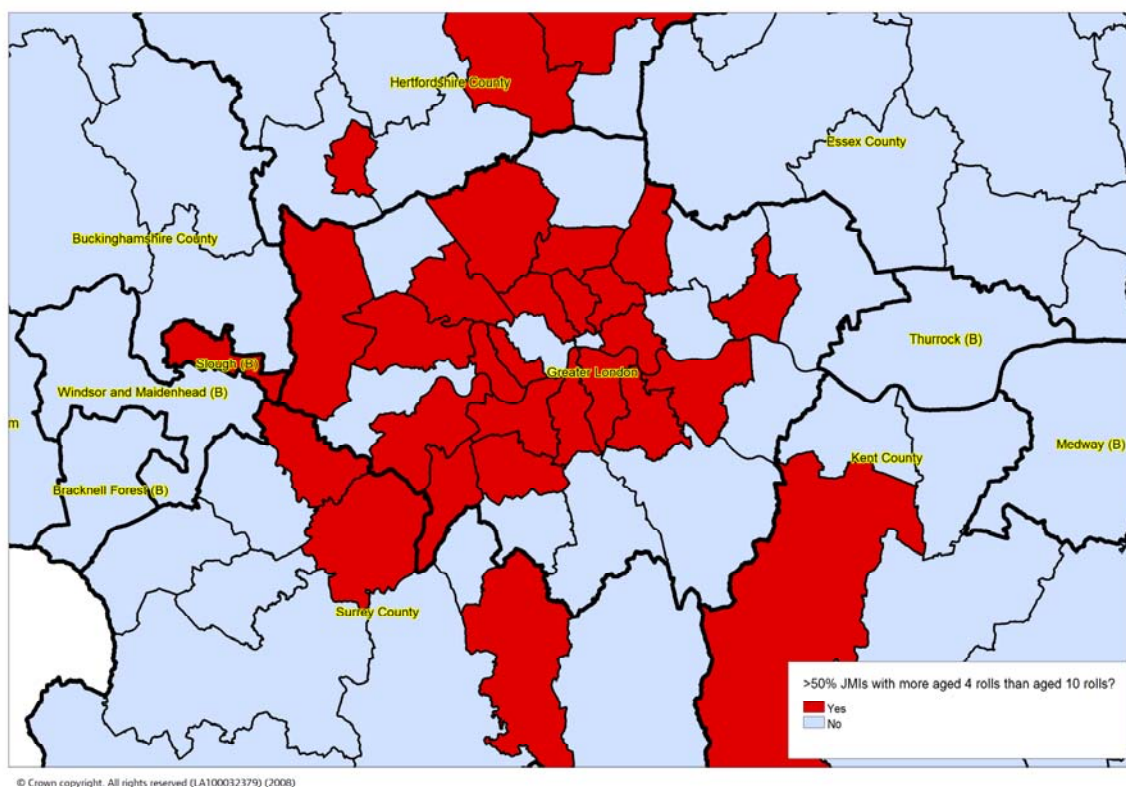 Hertfordshire County
Essex County
Buckinghamshire County
Thurrock (B)
Slough (B)
Greater London
Windsor and Maidenhead (B)
m
Medway (B)
Kent County
Bracknell Forest (B)
Surrey County
>50% JMIs with more aged 4 rolls than aged 10 rolls?
Yes
No
© Crown copyright. All rights reserved (LA100032379) (2008)